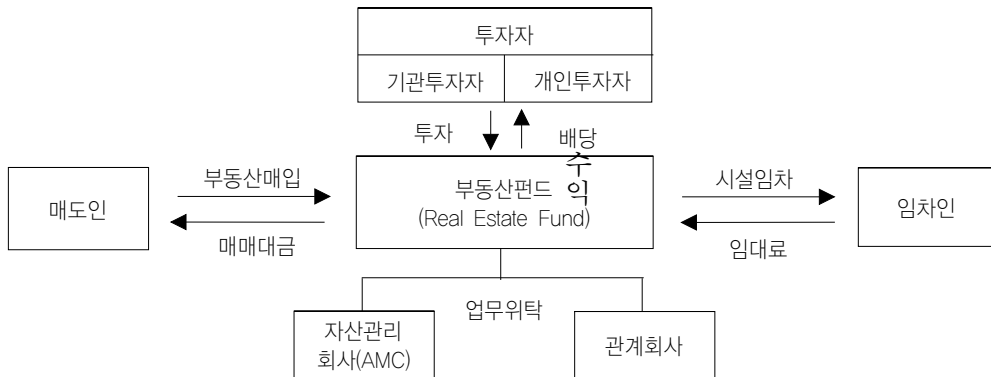 투자자
기관투자자 개인투자자
투자 배당
수익
부동산매입 시설임차
매도인 부동산펀드 임차인
(Real Estate Fund)
매매대금 임대료
업무위탁
자산관리 관계회사
회사(AMC)